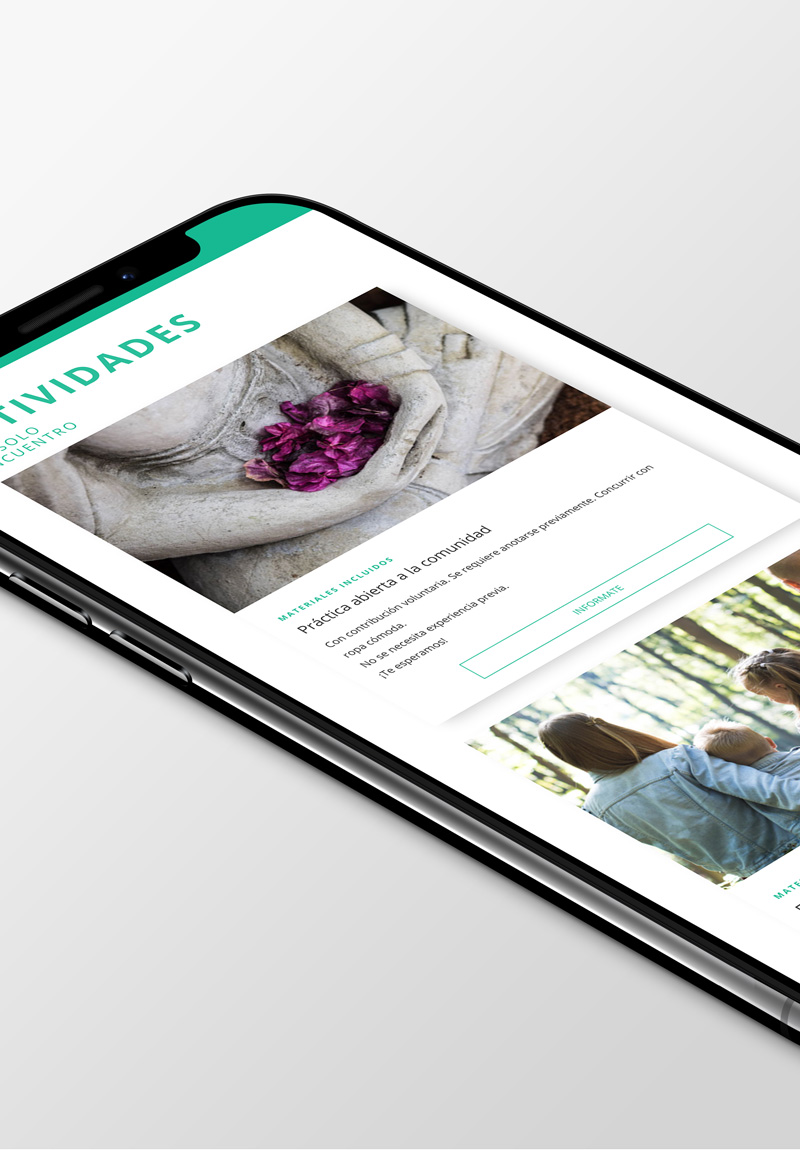 TIVIDADES
SOLO
CUENTRO
MATERIALES INCLUIDOS
Práctica abierta a la comunidad
Con contribución voluntaria. Se requiere anotarse previamente. Concurrir con
ropa cómoda.
No se necesita experiencia previa.
¡Te esperamos!
INFORMATE
MATE